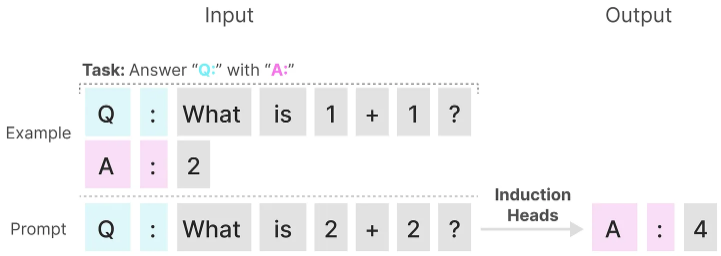 Input Output
Task: Answer “Q:” with “A:”
Example
Q : What is 1 + 1 ?
A : 2
Prompt
Q : What is 2 + 2 ?
Induction
Heads
A : 4